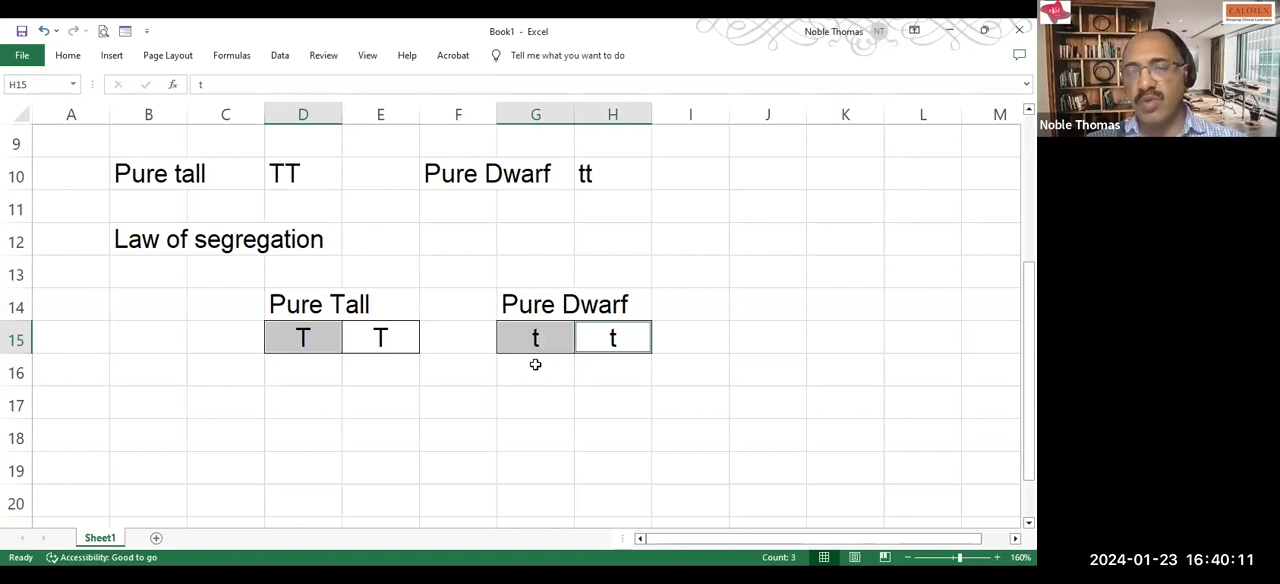 Book1 - Excel
Noble Thomas NT
CALOREX
File Home Insert Page Layout Formulas Data Review View Help Acrobat Tell me what you want to do
H15 fx t
Noble Thomas
A B C D E F G H I J K L M
9
10 Pure tall TT Pure Dwarf tt
11
12 Law of segregation
13
14 Pure Tall Pure Dwarf
15 T T t t
16
17
18
19
20
Sheet1
Ready Accessibility: Good to go Count: 3 160%
2024-01-23 16:40:11